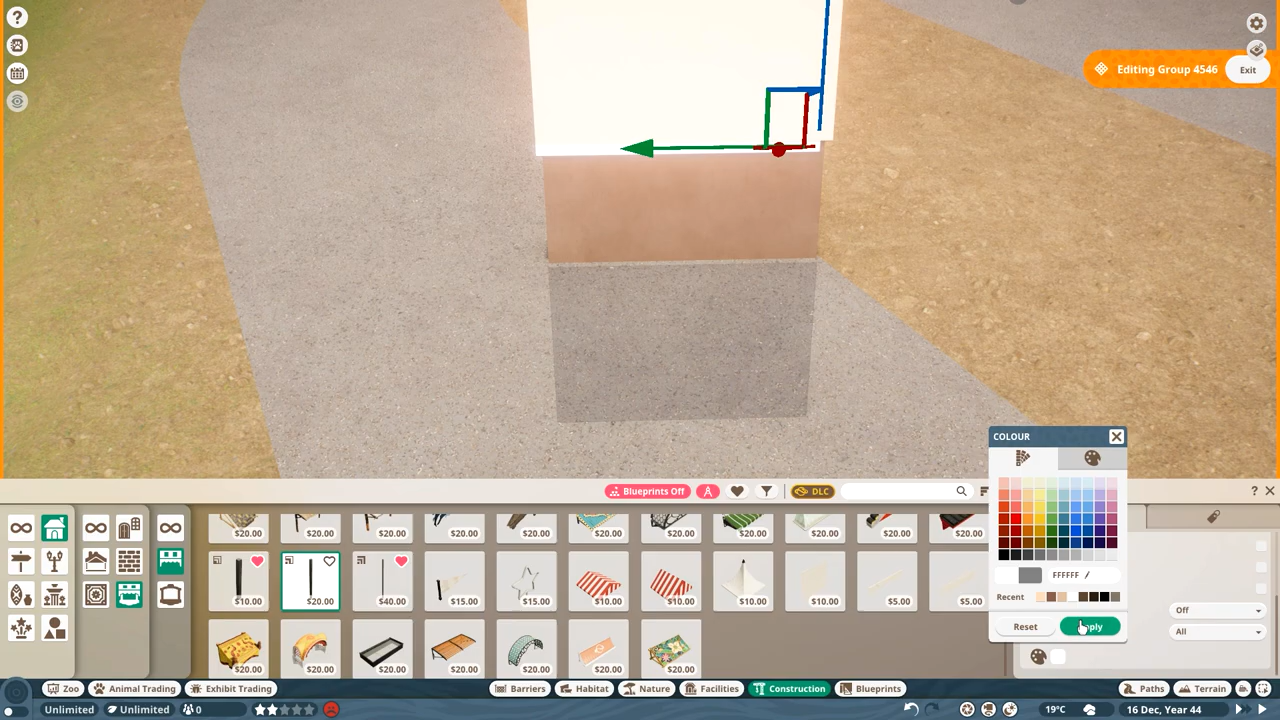 ?
Editing Group 4546
Exit
COLOUR
Blueprints Off
DLC
? ×
$20.00 $20.00 $20.00 $20.00 $20.00 $20.00 $20.00 $20.00 $20.00 $20.00 $20.00
FFFFFF /
Recent
$10.00 $20.00 $40.00 $15.00 $15.00 $10.00 $10.00 $10.00 $10.00 $5.00 $5.00
Off
Reset
All
$20.00 $20.00 $20.00 $20.00 $20.00 $20.00 $20.00
Zoo Animal Trading Exhibit Trading Barriers Habitat Nature Facilities Construction Blueprints Paths Terrain
Unlimited Unlimited 0 19°C 16 Dec, Year 44